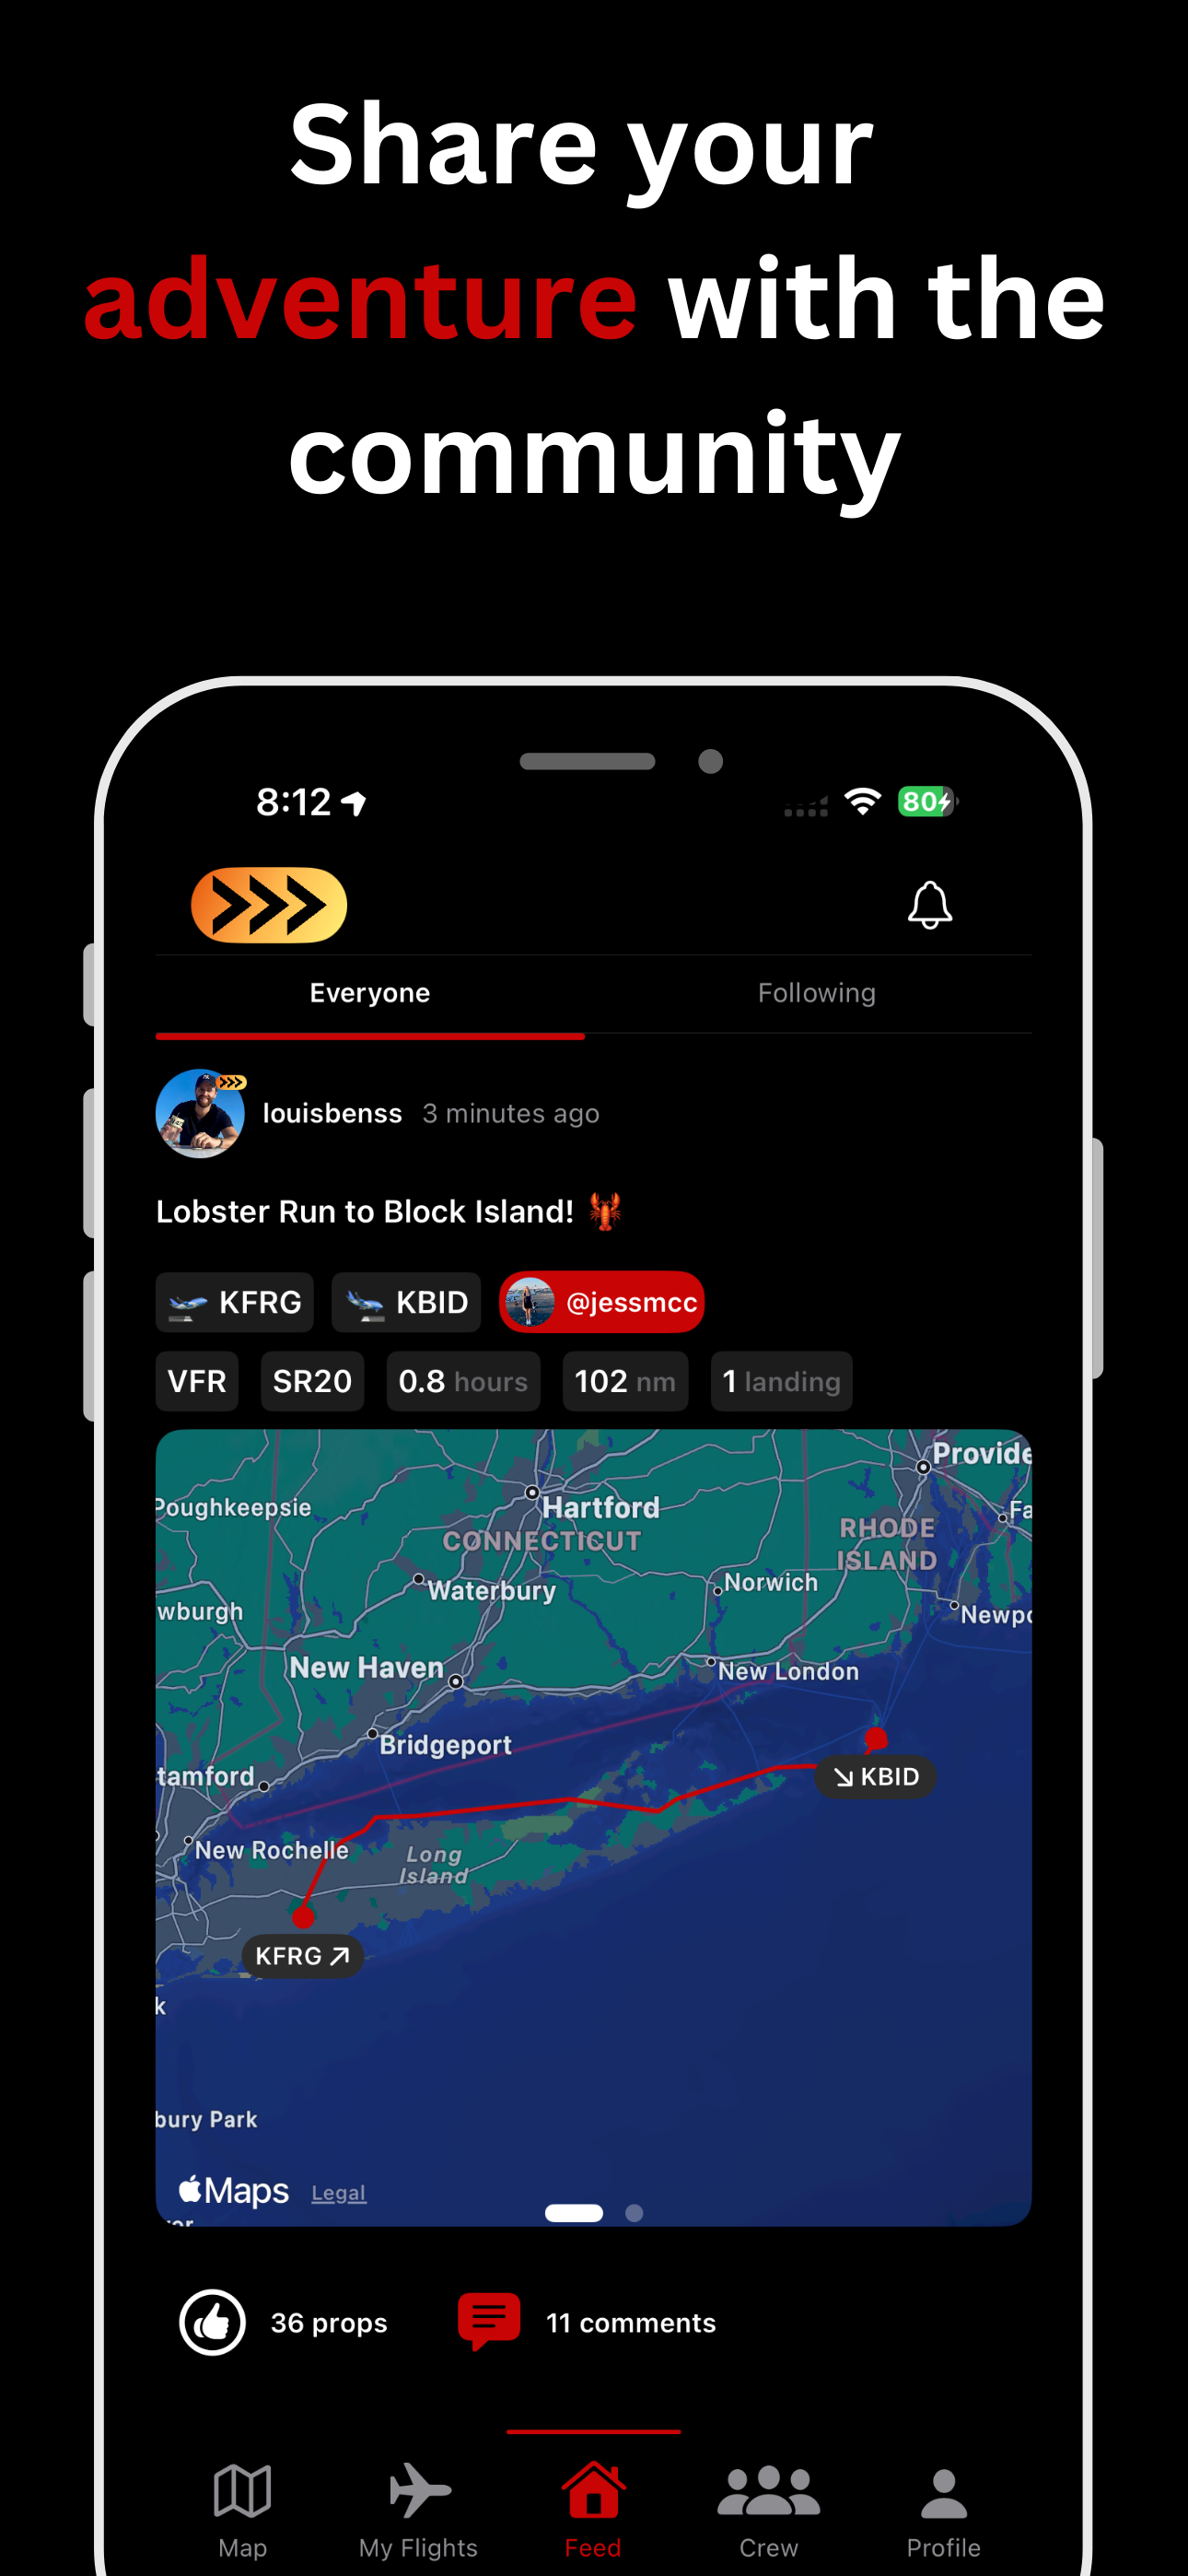 Share your
adventure with the
community
8:12
80
Everyone
Following
louisbenss 3 minutes ago
Lobster Run to Block Island! 🦞
KFRG
KBID
@jessmcc
VFR
SR20
0.8 hours
102 nm
1 landing
Provide
Poughkeepsie
Hartford
CONNECTICUT
RHODE
ISLAND
Fa
Waterbury
Norwich
wburgh
Newpo
New Haven
New London
Bridgeport
tamford
KBID
New Rochelle
Long
Island
KFRG
k
bury Park
Maps Legal
ver
36 props
11 comments
Map
My Flights
Feed
Crew
Profile